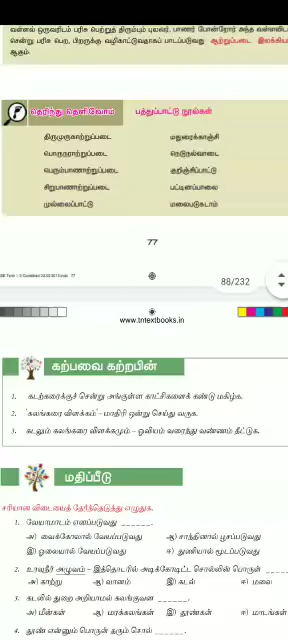 வள்ளல் ஒருவரிடம் பரிசு பெற்றுத் திரும்பும் புலவர், பாணர் போன்றோர் அந்த வள்ளலிட
சென்று பரிசு பெற, பிறருக்கு வழிகாட்டுவதாகப் பாடப்படுவது ஆற்றுப்படை இலக்கிய
ஆகும்.
தெரிந்து தெளிவோம்
பத்துப்பாட்டு நூல்கள்
திருமுருகாற்றுப்படை மதுரைக்காஞ்சி
பொருநராற்றுப்படை நெடுநல்வாடை
பெரும்பாணாற்றுப்படை குறிஞ்சிப்பாட்டு
சிறுபாணாற்றுப்படை பட்டினப்பாலை
முல்லைப்பாட்டு மலைபடுகடாம்
77
88/232
www.tntextbooks.in
கற்பவை கற்றபின்
1. கடற்கரைக்குச் சென்று அங்குள்ள காட்சிகளைக் கண்டு மகிழ்க.
2. 'கலங்கரை விளக்கம்' – மாதிரி ஒன்று செய்து வருக.
3. கடலும் கலங்கரை விளக்கமும் – ஓவியம் வரைந்து வண்ணம் தீட்டுக.
மதிப்பீடு
சரியான விடையைத் தேர்ந்தெடுத்து எழுதுக.
1. வேயாமாடம் எனப்படுவது ______.
அ) வைக்கோலால் வேயப்படுவது ஆ) சாந்தினால் பூசப்படுவது
இ) ஓலையால் வேயப்படுவது ஈ) துணியால் மூடப்படுவது
2. உரவுநீர் அழுவம் – இத்தொடரில் அடிக்கோடிட்ட சொல்லின் பொருள் _____
அ) காற்று ஆ) வானம் இ) கடல் ஈ) மலை
3. கடலில் துறை அறியாமல் கலங்குவன ______.
அ) மீன்கள் ஆ) மரக்கலங்கள் இ) தூண்கள் ஈ) மாடங்கள்
4. தூண் என்னும் பொருள் தரும் சொல் ______.